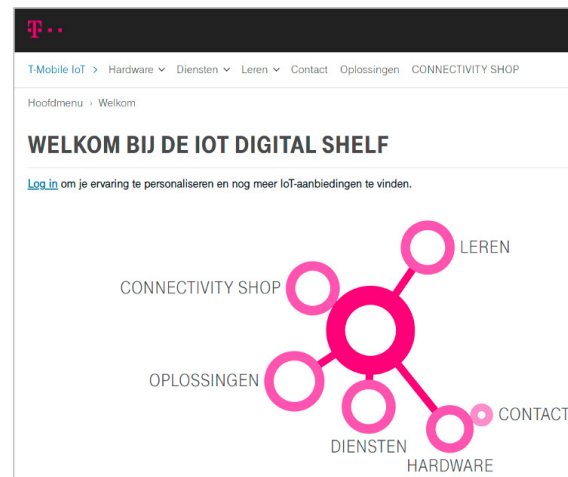 T
T-Mobile IoT > Hardware Diensten Leren Contact Oplossingen CONNECTIVITY SHOP
Hoofdmenu › Welkom
WELKOM BIJ DE IOT DIGITAL SHELF
Log in om je ervaring te personaliseren en nog meer IoT-aanbiedingen te vinden.
LEREN
CONNECTIVITY SHOP
OPLOSSINGEN
CONTACT
DIENSTEN
HARDWARE